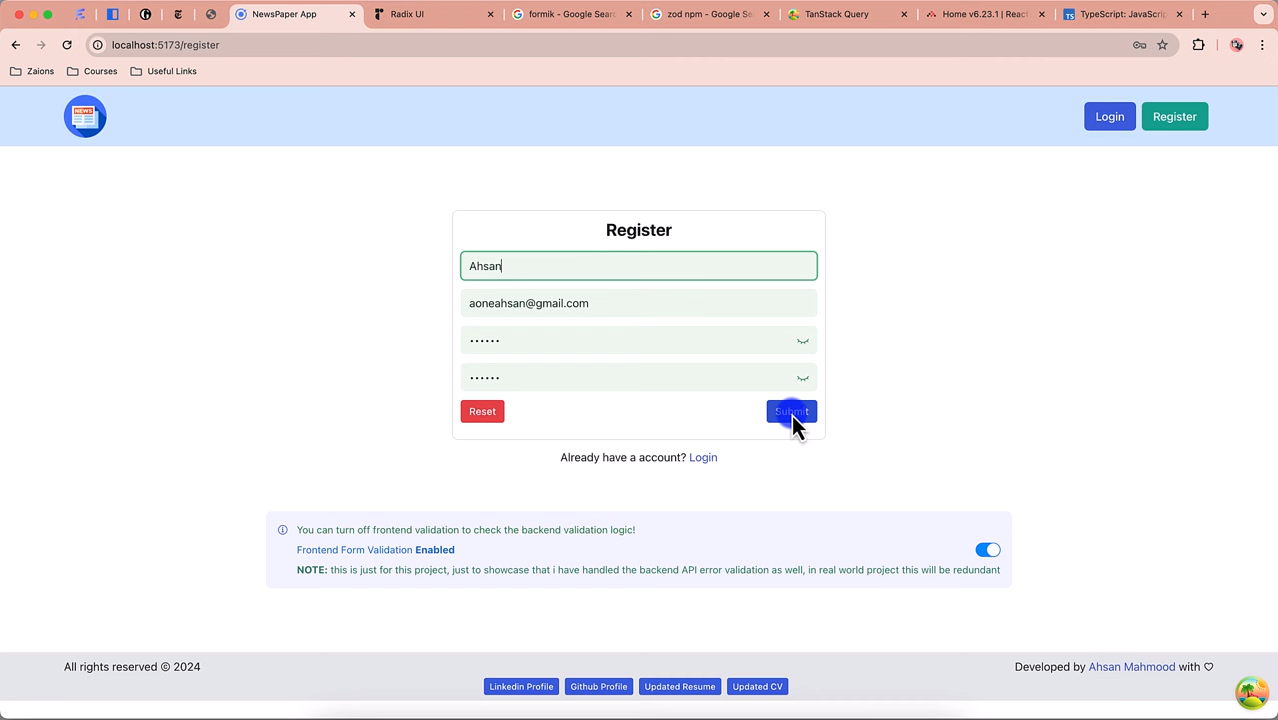 NewsPaper App
Radix UI
formik - Google Sear
zod npm - Google Se
TanStack Query
Home v6.23.1 | React
TypeScript: JavaScrip
localhost:5173/register
Zaions
Courses
Useful Links
NEWS
Login
Register
Register
Ahsan
aoneahsan@gmail.com
Reset
Submit
Already have a account? Login
You can turn off frontend validation to check the backend validation logic!
Frontend Form Validation Enabled
NOTE: this is just for this project, just to showcase that i have handled the backend API error validation as well, in real world project this will be redundant
All rights reserved © 2024
Developed by Ahsan Mahmood with ♡
Linkedin Profile
Github Profile
Updated Resume
Updated CV